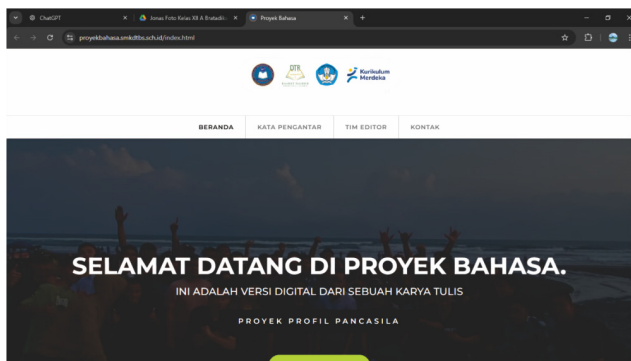 ChatGPT
Proyek Bahasa
proyekbahasa.smkdtbs.sch.id/index.html
DTB
Kurikulum
Merdeka
BERANDA
KATA PENGANTAR
TIM EDITOR
KONTAK
SELAMAT DATANG DI PROYEK BAHASA.
INI ADALAH VERSI DIGITAL DARI SEBUAH KARYA TULIS
PROYEK PROFIL PANCASILA